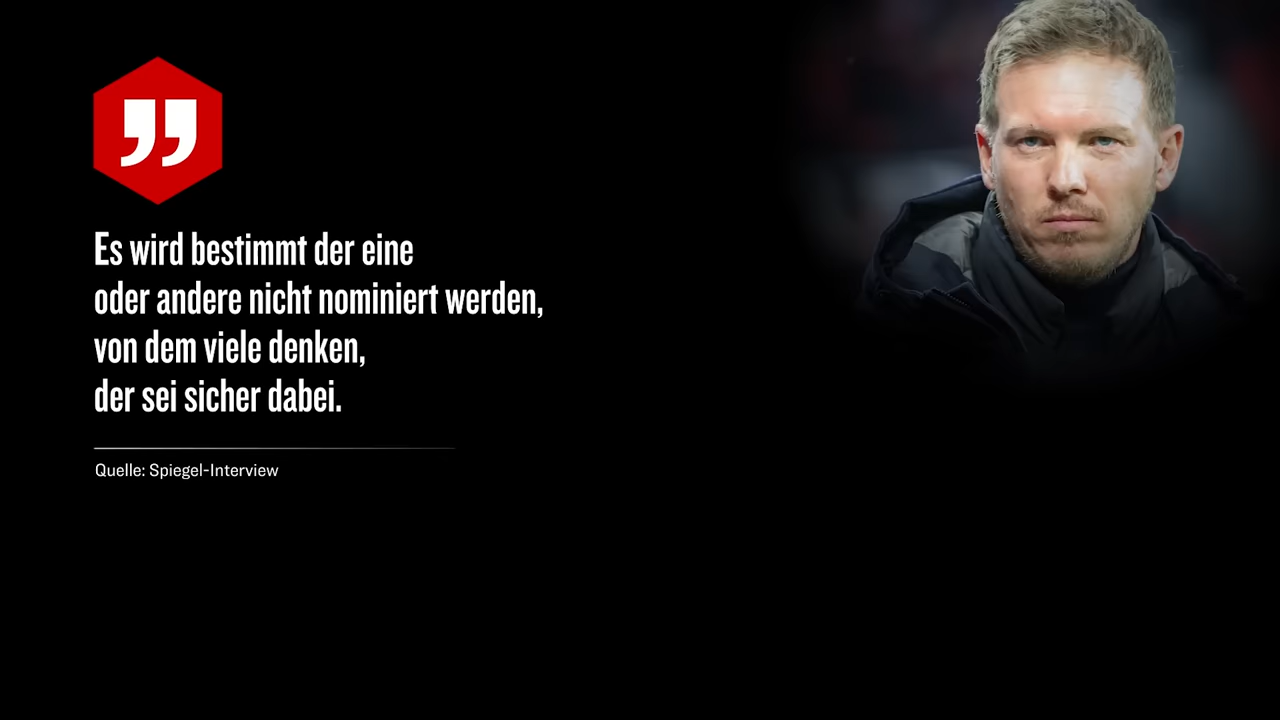 ”
Es wird bestimmt der eine
oder andere nicht nominiert werden,
von dem viele denken,
der sei sicher dabei.
Quelle: Spiegel-Interview